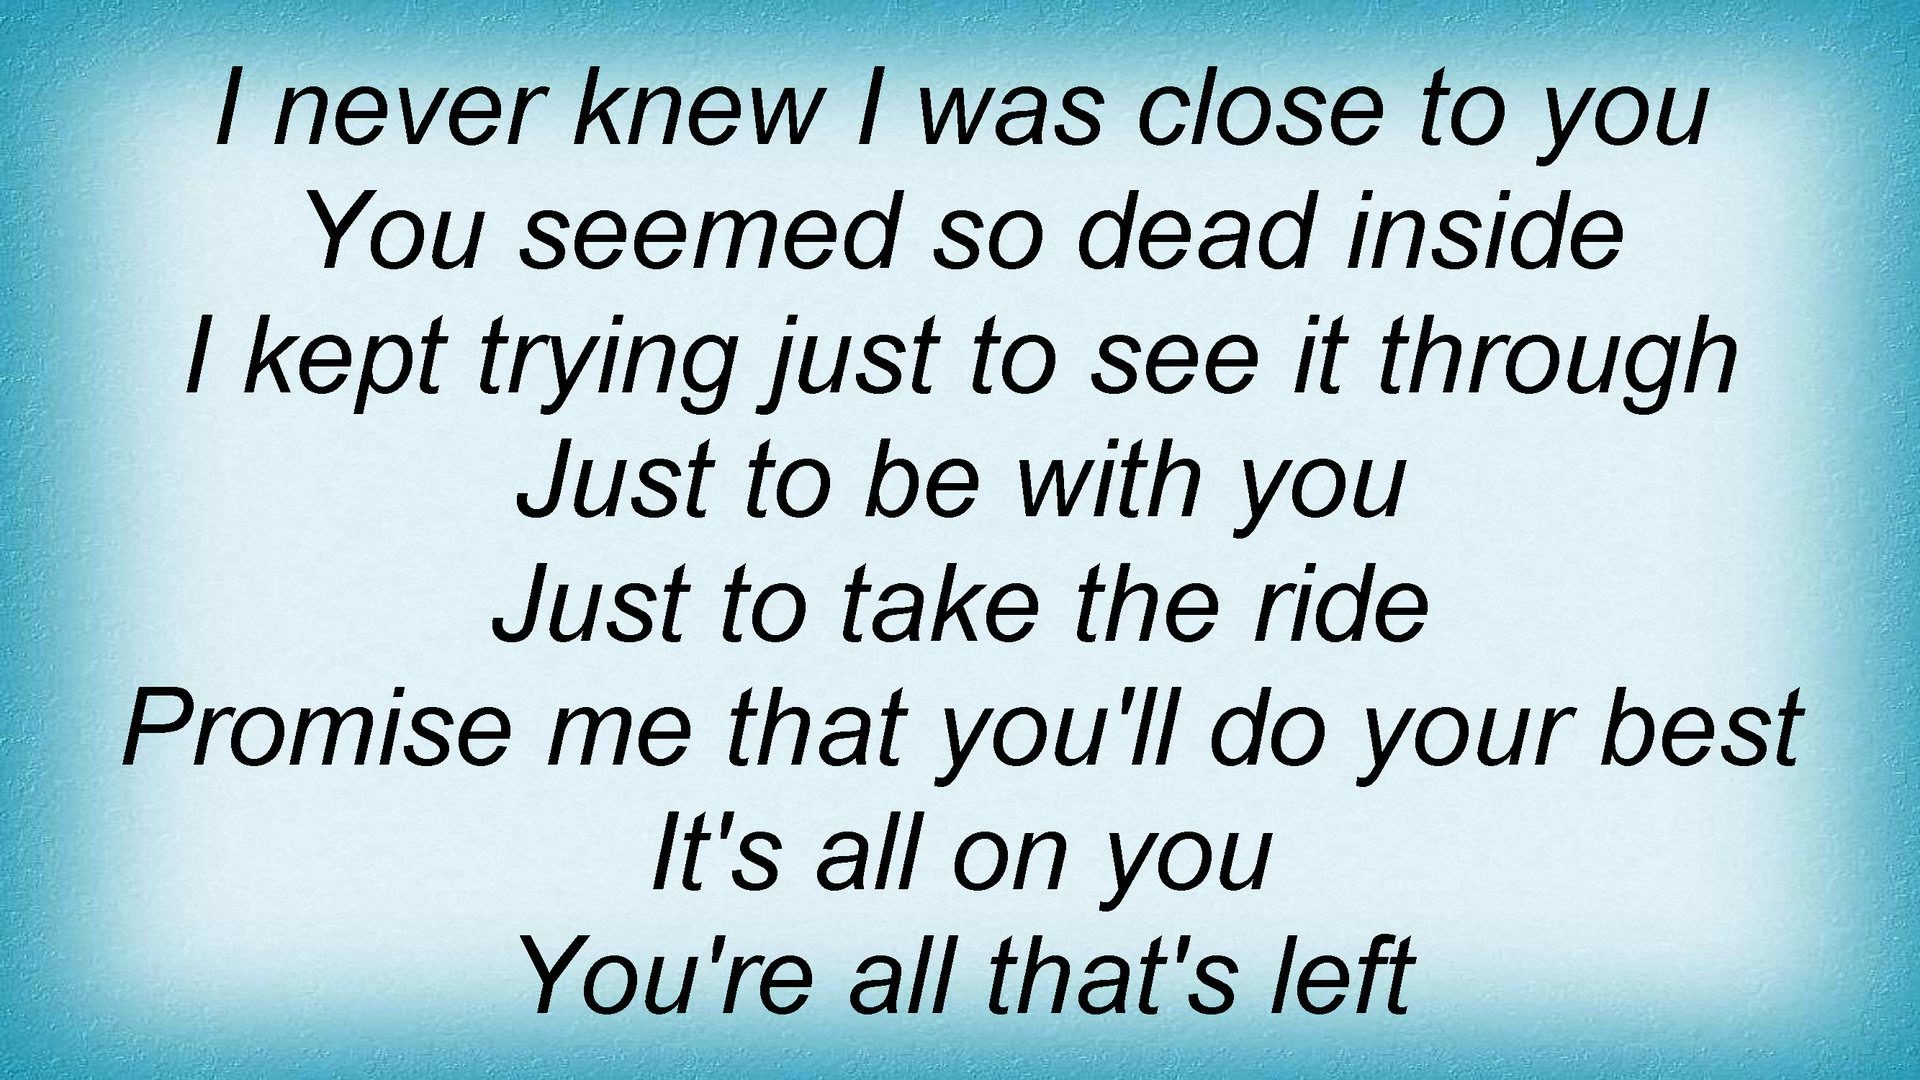 I never knew I was close to you
You seemed so dead inside
I kept trying just to see it through
Just to be with you
Just to take the ride
Promise me that you'll do your best
It's all on you
You're all that's left